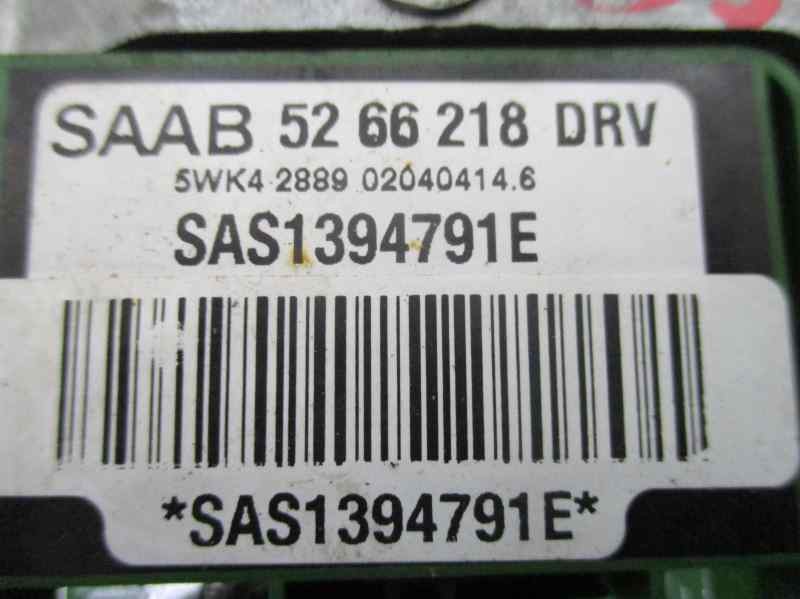 SAAB 52 66 218 DRV
5WK4 2889 02040414.6
SAS1394791E
*SAS1394791E*